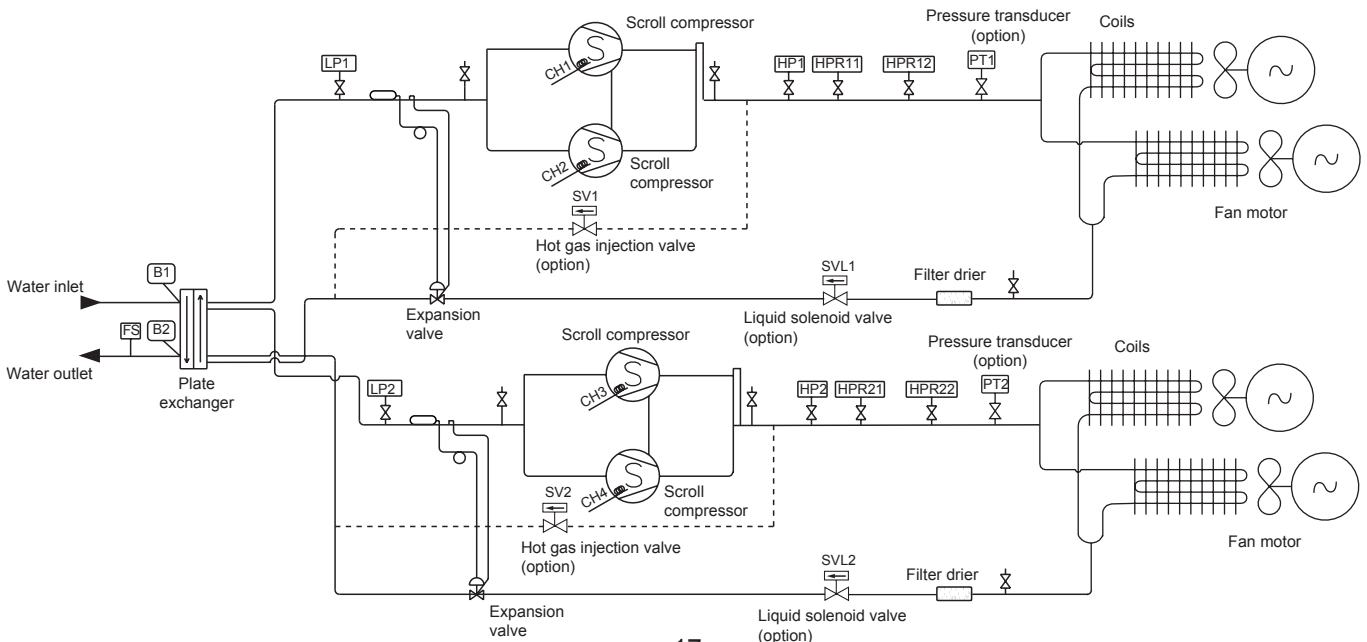 Scroll compressor
Pressure transducer
(option)
Coils
LP1
CH1
HP1
HPR11
HPR12
PT1
CH2
Scroll
compressor
Fan motor
SV1
Hot gas injection valve
(option)
SVL1
Filter drier
Liquid solenoid valve
(option)
Expansion
valve
Water inlet
B1
FS
B2
Water outlet
Plate
exchanger
Scroll compressor
Pressure transducer
(option)
Coils
LP2
CH3
HP2
HPR21
HPR22
PT2
CH4
Scroll
compressor
Fan motor
SV2
Hot gas injection valve
(option)
SVL2
Filter drier
Liquid solenoid valve
(option)
Expansion
valve